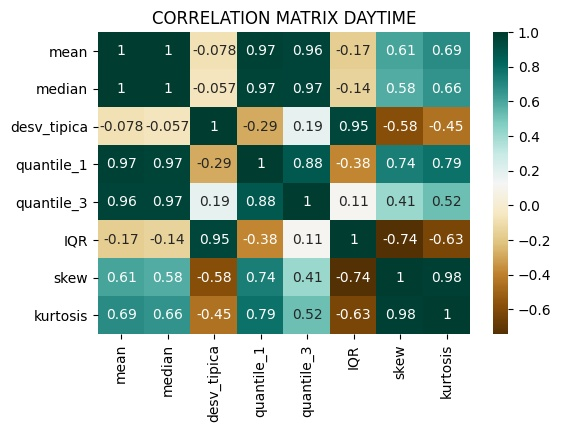 CORRELATION MATRIX DAYTIME
mean 1 1 -0.078 0.97 0.96 -0.17 0.61 0.69
median 1 1 -0.057 0.97 0.97 -0.14 0.58 0.66
desv_tipica -0.078 -0.057 1 -0.29 0.19 0.95 -0.58 -0.45
quantile_1 0.97 0.97 -0.29 1 0.88 -0.38 0.74 0.79
quantile_3 0.96 0.97 0.19 0.88 1 0.11 0.41 0.52
IQR -0.17 -0.14 0.95 -0.38 0.11 1 -0.74 -0.63
skew 0.61 0.58 -0.58 0.74 0.41 -0.74 1 0.98
kurtosis 0.69 0.66 -0.45 0.79 0.52 -0.63 0.98 1
mean median desv_tipica quantile_1 quantile_3 IQR skew kurtosis
1.0
0.8
0.6
0.4
0.2
0.0
−0.2
−0.4
−0.6